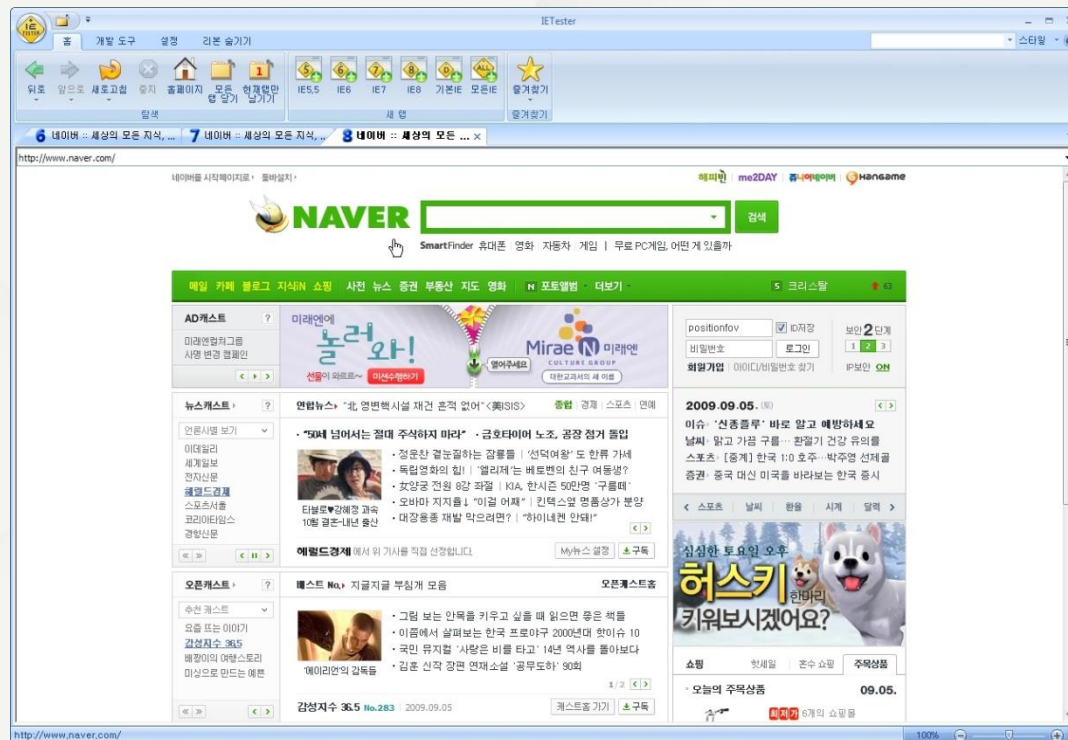 IETester
홈 개발 도구 설정 리본 숨기기
스타일
뒤로 앞으로 새로고침 중지 홈페이지 모든 탭 닫기 현재탭만 남기기
IE5,5 IE6 IE7 IE8 기본IE 모든IE 즐겨찾기
탐색 새 탭 즐겨찾기
6 네이버 :: 세상의 모든 지식, ... 7 네이버 :: 세상의 모든 지식, .. 8 네이버 :: 세상의 모든 ... x
http://www.naver.com/
네이버를 시작페이지로 툴바설치
해피빈 me2DAY 쥬니어네이버 Hangame
NAVER 검색
SmartFinder 휴대폰 영화 자동차 게임 | 무료 PC게임, 어떤 게 있을까
메일 카페 블로그 지식iN 쇼핑 사전 뉴스 증권 부동산 지도 영화 N 포토앨범 더보기
5 크리스탈 63
AD캐스트 ?
미래엔컬처그룹
사명 변경 캠페인
미래엔에
놀러와!
선물이 와르르~ 미션수행하기
열어주세요
Mirae N 미래엔
CULTURE GROUP
대한교과서의 새 이름
positionfov ID저장
비밀번호 로그인
회원가입 아이디/비밀번호 찾기
보안 2 단계
1 2 3
IP보안 ON
뉴스캐스트 ?
언론사별 보기
이데일리
세계일보
전자신문
헤럴드경제
스포츠서울
코리아타임스
경향신문
연합뉴스 "北, 영변핵시설 재건 흔적 없어"<美ISIS>
종합 경제 스포츠 연예
"50세 넘어서는 절대 주식하지 마라" · 금호타이어 노조, 공장 점거 돌입
· 정운찬 곁눈질하는 잠룡들 | '선덕여왕' 도 한류 가세
· 독립영화의 힘! | '엘리제'는 베토벤의 친구 여동생?
· 女양궁 전원 8강 좌절 | KIA, 한시즌 50만명 '구름떼'
· 오바마 지지율↓ "이걸 어째" | 킨텍스옆 명품상가 분양
· 대장용종 재발 막으려면? | "하이네켄 안돼!"
타블로♥강혜정 과속
10월 결혼-내년 출산
헤럴드경제 에서 위 기사를 직접 선정합니다.
My뉴스 설정 구독
2009.09.05. (토)
이슈 '신종플루' 바로 알고 예방하세요
날씨 맑고 가끔 구름… 환절기 건강 유의를
스포츠 [중계] 한국 1:0 호주…박주영 선제골
증권 중국 대신 미국을 바라보는 한국 증시
스포츠 날씨 환율 시계 달력
심심한 토요일 오후
허스키 한마리
키워보시겠어요?
오픈캐스트 ?
추천 캐스트
요즘 뜨는 이야기
감성지수 36.5
배짱이의 여행스토리
미싱으로 만드는 예쁜
베스트 No. 지글지글 부침개 모음
오픈캐스트홈
· 그림 보는 안목을 키우고 싶을 때 읽으면 좋은 책들
· 이쯤에서 살펴보는 한국 프로야구 2000년대 핫이슈 10
· 국민 뮤지컬 '사랑은 비를 타고' 14년 역사를 돌아보다
· 김훈 신작 장편 연재소설 '공무도하' 90회
'에이리언'의 감독들
1/2
감성지수 36.5 No.283 2009.09.05
캐스트홈 가기 구독
쇼핑 핫세일 혼수 쇼핑 주목상품
· 오늘의 주목상품 09.05.
최저가 6개의 쇼핑몰
http://www.naver.com/
100%